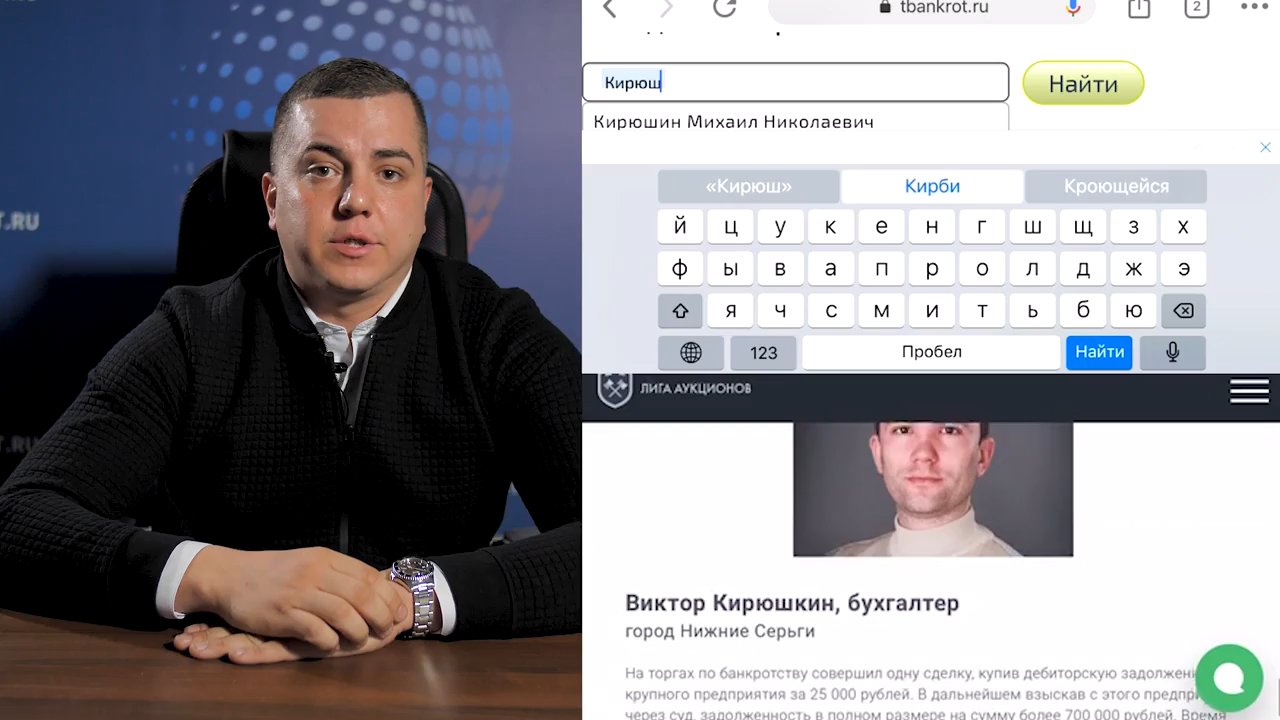 T.RU
tbankrot.ru
2
Кирюш
Найти
Кирюшин Михаил Николаевич
«Кирюш»
Кирби
Кроющейся
й ц у к е н г ш щ з х
ф ы в а п р о л д ж э
я ч с м и т ь б ю
123
Пробел
Найти
ЛИГА АУКЦИОНОВ
Виктор Кирюшкин, бухгалтер
город Нижние Серьги
На торгах по банкротству совершил одну сделку, купив дебиторскую
крупного предприятия за 25 000 рублей. В дальнейшем взыскав с этого
через суд, задолженность в полном размере на сумму более 700 000 рублей. Время